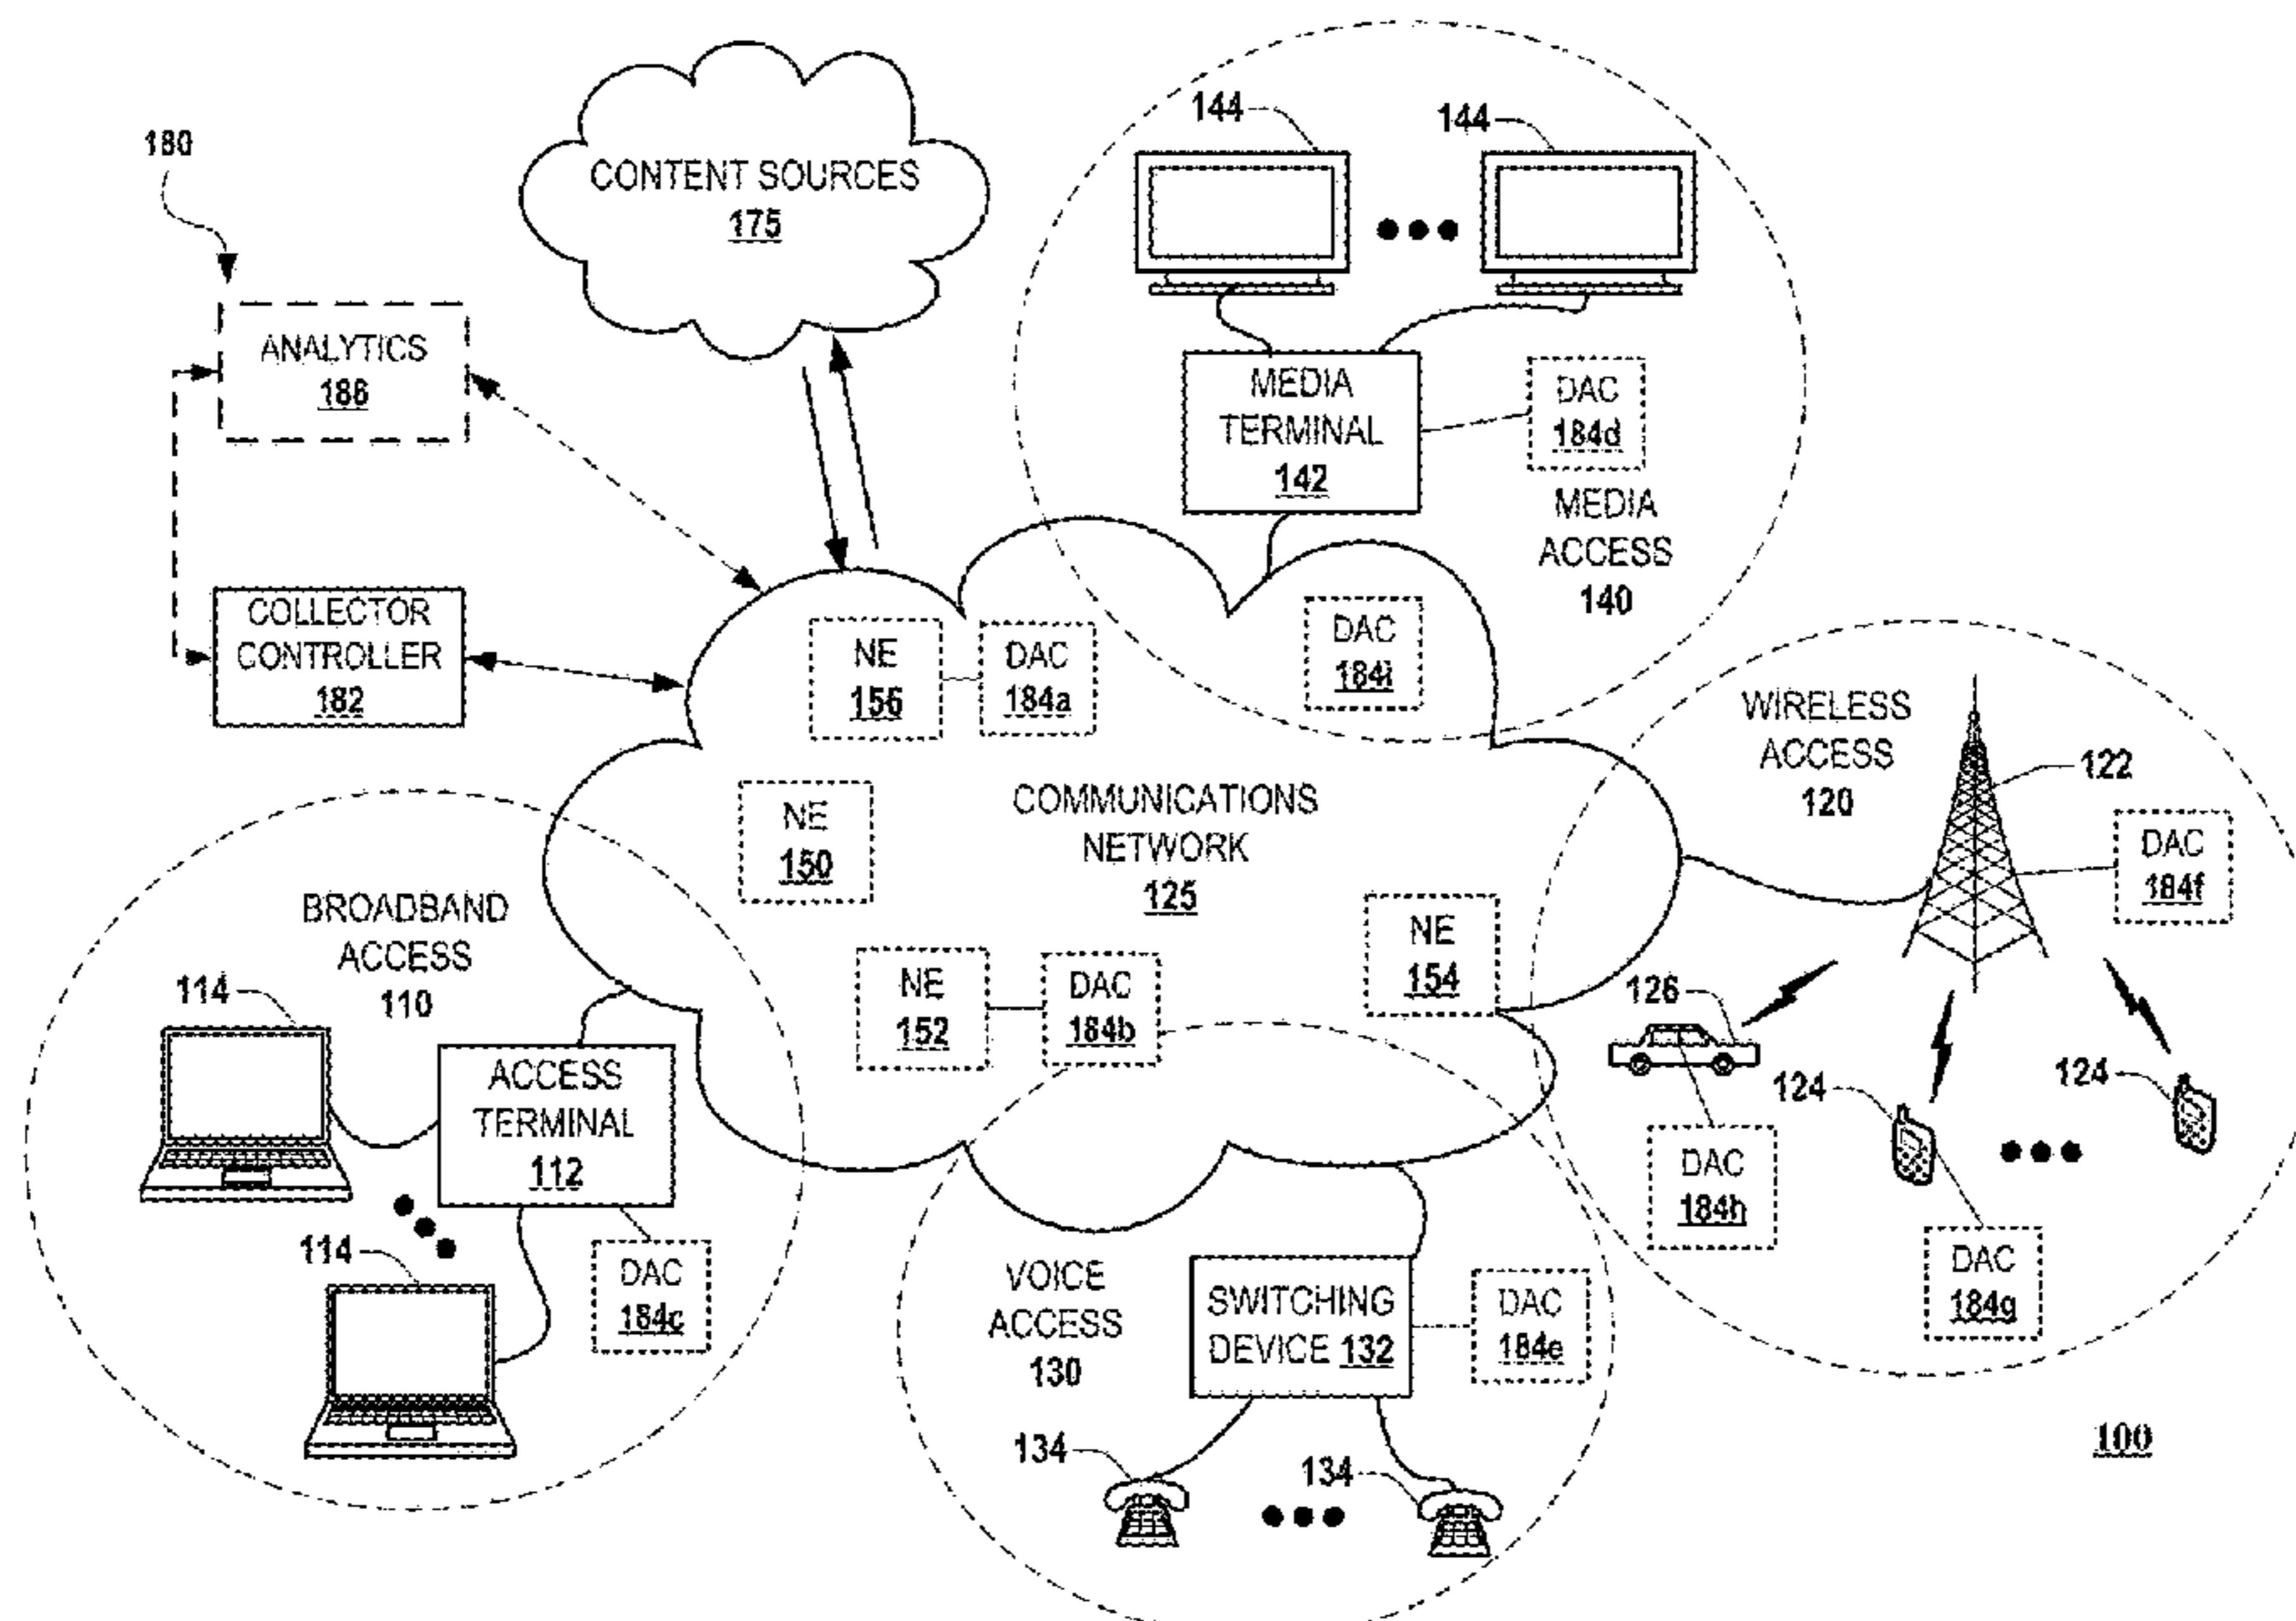 180
CONTENT SOURCES
175
ANALYTICS
186
COLLECTOR
CONTROLLER
182
144
144
MEDIA
TERMINAL
142
DAC
184d
MEDIA
ACCESS
140
NE
156
DAC
184a
DAC
184i
NE
150
COMMUNICATIONS
NETWORK
125
NE
152
DAC
184b
NE
154
WIRELESS
ACCESS
120
122
DAC
184f
126
124
124
DAC
184h
DAC
184g
BROADBAND
ACCESS
110
114
ACCESS
TERMINAL
112
114
DAC
184c
VOICE
ACCESS
130
SWITCHING
DEVICE 132
DAC
184e
134
134
100